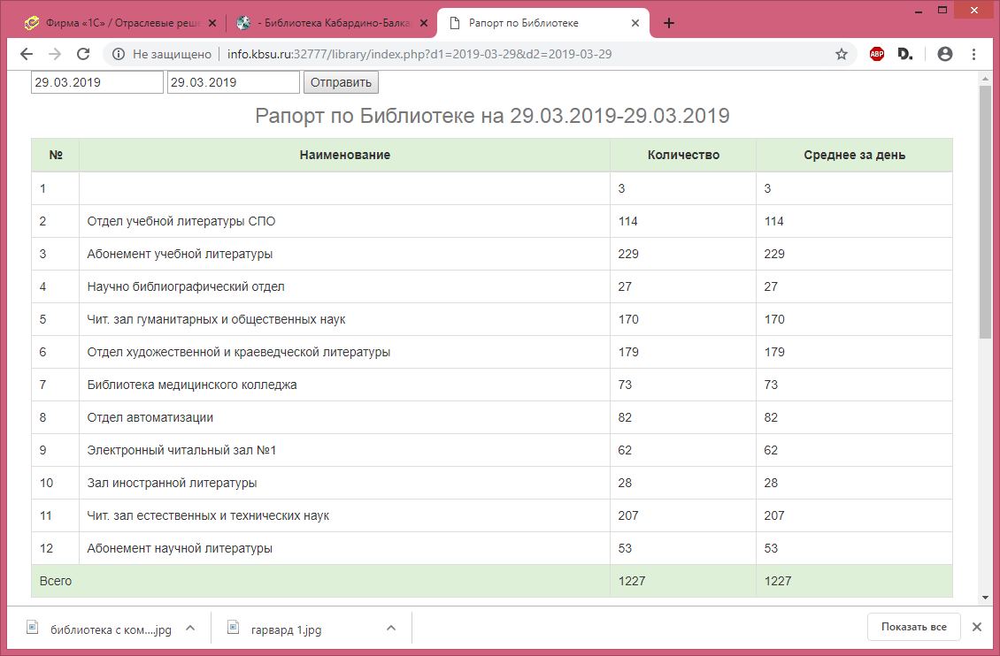 Фирма «1С» / Отраслевые реше
- Библиотека Кабардино-Балка
Рапорт по Библиотеке
Не защищено
info.kbsu.ru:32777/library/index.php?d1=2019-03-29&d2=2019-03-29
ABP
D.
29.03.2019 29.03.2019 Отправить
Рапорт по Библиотеке на 29.03.2019-29.03.2019
№ Наименование Количество Среднее за день
1 3 3
2 Отдел учебной литературы СПО 114 114
3 Абонемент учебной литературы 229 229
4 Научно библиографический отдел 27 27
5 Чит. зал гуманитарных и общественных наук 170 170
6 Отдел художественной и краеведческой литературы 179 179
7 Библиотека медицинского колледжа 73 73
8 Отдел автоматизации 82 82
9 Электронный читальный зал №1 62 62
10 Зал иностранной литературы 28 28
11 Чит. зал естественных и технических наук 207 207
12 Абонемент научной литературы 53 53
Всего 1227 1227
библиотека с ком....jpg
гарвард 1.jpg
Показать все